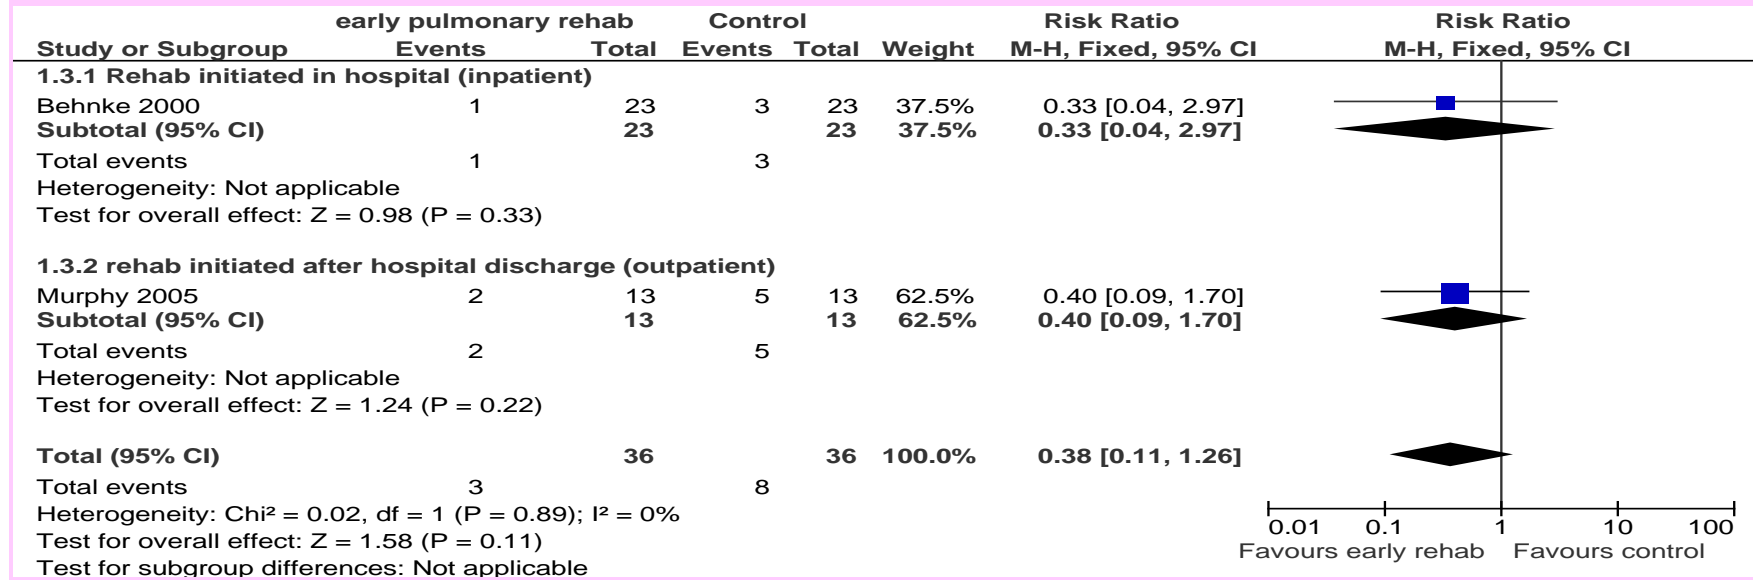 early pulmonary rehab Control Risk Ratio Risk Ratio
Study or Subgroup Events Total Events Total Weight M-H, Fixed, 95% CI M-H, Fixed, 95% CI
1.3.1 Rehab initiated in hospital (inpatient)
Behnke 2000 1 23 3 23 37.5% 0.33 [0.04, 2.97]
Subtotal (95% CI) 23 23 37.5% 0.33 [0.04, 2.97]
Total events 1 3
Heterogeneity: Not applicable
Test for overall effect: Z = 0.98 (P = 0.33)
1.3.2 rehab initiated after hospital discharge (outpatient)
Murphy 2005 2 13 5 13 62.5% 0.40 [0.09, 1.70]
Subtotal (95% CI) 13 13 62.5% 0.40 [0.09, 1.70]
Total events 2 5
Heterogeneity: Not applicable
Test for overall effect: Z = 1.24 (P = 0.22)
Total (95% CI) 36 36 100.0% 0.38 [0.11, 1.26]
Total events 3 8
Heterogeneity: Chi² = 0.02, df = 1 (P = 0.89); I² = 0%
Test for overall effect: Z = 1.58 (P = 0.11)
Test for subgroup differences: Not applicable
0.01 0.1 1 10 100
Favours early rehab Favours control